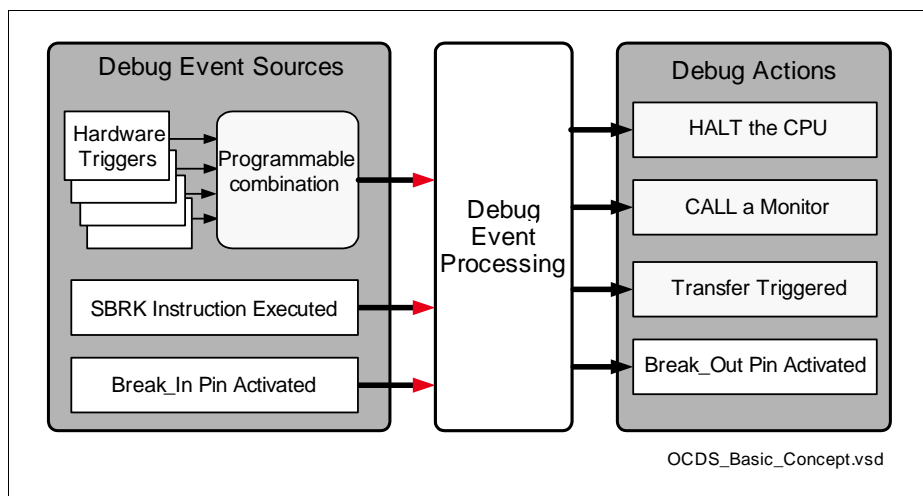 Debug Event Sources
Hardware
Triggers
Programmable
combination
SBRK Instruction Executed
Break_In Pin Activated
Debug
Event
Processing
Debug Actions
HALT the CPU
CALL a Monitor
Transfer Triggered
Break_Out Pin Activated
OCDS_Basic_Concept.vsd